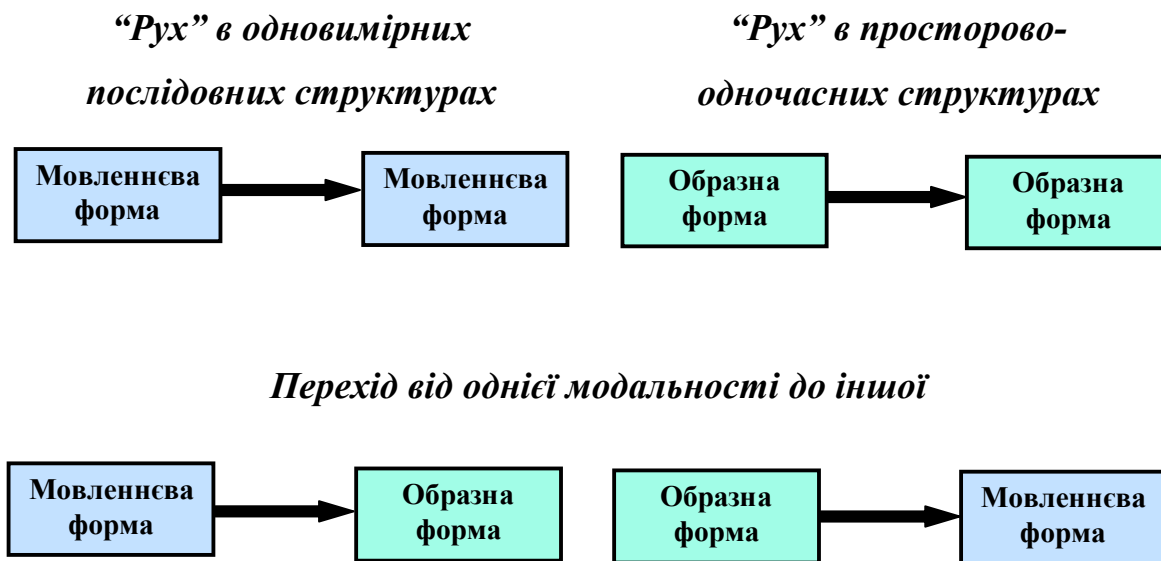 “Рух” в одновимірних
послідовних структурах
“Рух” в просторово-
одночасних структурах
Мовленнєва
форма
Мовленнєва
форма
Образна
форма
Образна
форма
Перехід від однієї модальності до іншої
Мовленнєва
форма
Образна
форма
Образна
форма
Мовленнєва
форма